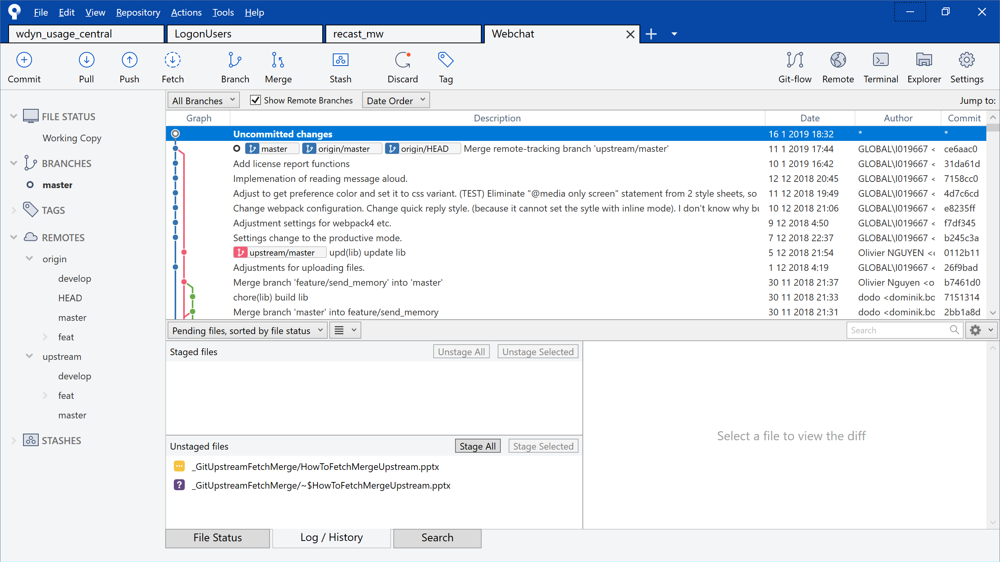 File Edit View Repository Actions Tools Help
wdyn_usage_central LogonUsers recast_mw Webchat
Commit Pull Push Fetch Branch Merge Stash Discard Tag Git-flow Remote Terminal Explorer Settings
All Branches Show Remote Branches Date Order Jump to:
FILE STATUS
Working Copy
BRANCHES
master
TAGS
REMOTES
origin
develop
HEAD
master
feat
upstream
develop
feat
master
STASHES
Graph Description Date Author Commit
Uncommitted changes 16 1 2019 18:32 * *
master origin/master origin/HEAD Merge remote-tracking branch 'upstream/master' 11 1 2019 17:44 GLOBAL\I019667 < ce6aac0
Add license report functions 10 1 2019 16:42 GLOBAL\I019667 < 31da61d
Implemenation of reading message aloud. 12 12 2018 20:45 GLOBAL\I019667 < 7158cc0
Adjust to get preference color and set it to css variant. (TEST) Eliminate "@media only screen" statement from 2 style sheets, so 11 12 2018 19:49 GLOBAL\I019667 < 4d7c6cd
Change webpack configuration. Change quick reply style. (because it cannot set the sytle with inline mode). I don't know why bu 10 12 2018 21:06 GLOBAL\I019667 < e8235ff
Adjustment settings for webpack4 etc. 9 12 2018 4:50 GLOBAL\I019667 < f7df345
Settings change to the productive mode. 7 12 2018 22:37 GLOBAL\I019667 < b245c3a
upstream/master upd(lib) update lib 5 12 2018 21:54 Olivier NGUYEN <o 0112b11
Adjustments for uploading files. 1 12 2018 4:19 GLOBAL\I019667 < 26f9bad
Merge branch 'feature/send_memory' into 'master' 30 11 2018 21:37 Olivier Nguyen <o b7461d0
chore(lib) build lib 30 11 2018 21:33 dodo <dominik.bo 7151314
Merge branch 'master' into feature/send_memory 30 11 2018 21:31 dodo <dominik.bo 2bb1a8d
Pending files, sorted by file status Search
Staged files Unstage All Unstage Selected
Unstaged files Stage All Stage Selected
_GitUpstreamFetchMerge/HowToFetchMergeUpstream.pptx
_GitUpstreamFetchMerge/~$HowToFetchMergeUpstream.pptx
Select a file to view the diff
File Status Log / History Search